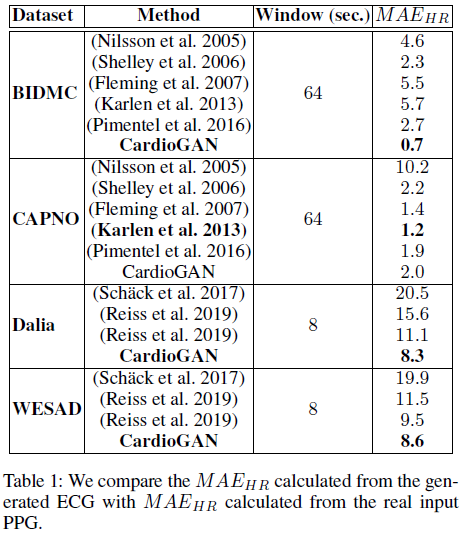 Dataset Method Window (sec.) MAE_HR
BIDMC 64
(Nilsson et al. 2005) 4.6
(Shelley et al. 2006) 2.3
(Fleming et al. 2007) 5.5
(Karlen et al. 2013) 5.7
(Pimentel et al. 2016) 2.7
CardioGAN 0.7
CAPNO 64
(Nilsson et al. 2005) 10.2
(Shelley et al. 2006) 2.2
(Fleming et al. 2007) 1.4
(Karlen et al. 2013) 1.2
(Pimentel et al. 2016) 1.9
CardioGAN 2.0
Dalia 8
(Schäck et al. 2017) 20.5
(Reiss et al. 2019) 15.6
(Reiss et al. 2019) 11.1
CardioGAN 8.3
WESAD 8
(Schäck et al. 2017) 19.9
(Reiss et al. 2019) 11.5
(Reiss et al. 2019) 9.5
CardioGAN 8.6
Table 1: We compare the MAE_HR calculated from the gen-
erated ECG with MAE_HR calculated from the real input
PPG.